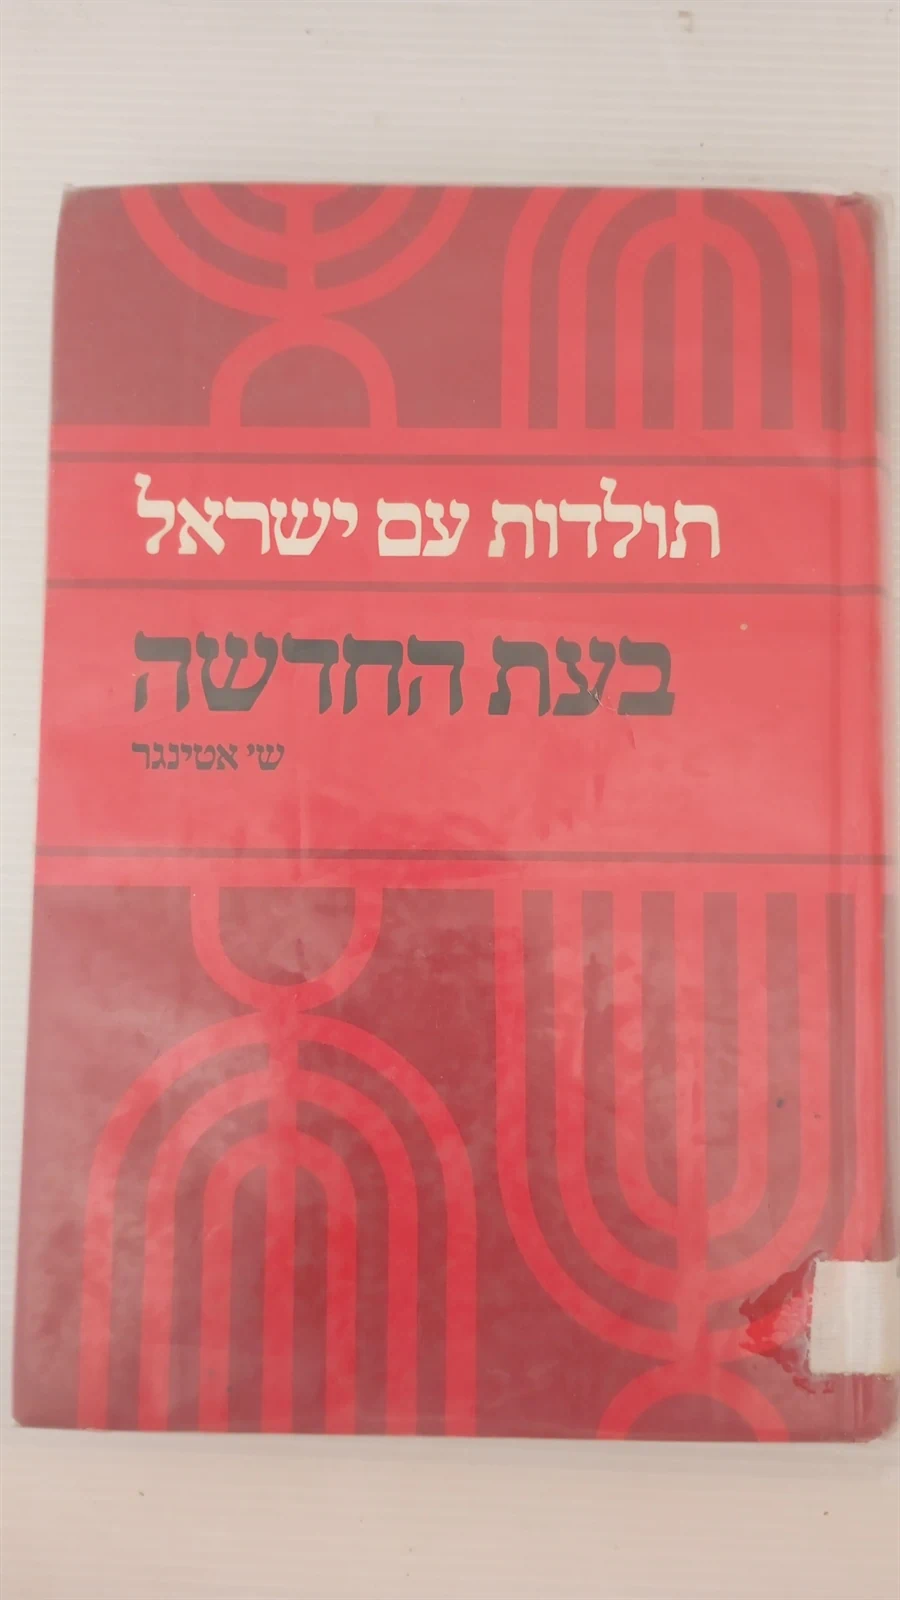 תולדות עם ישראל
בעת החדשה
ש׳ אטינגר